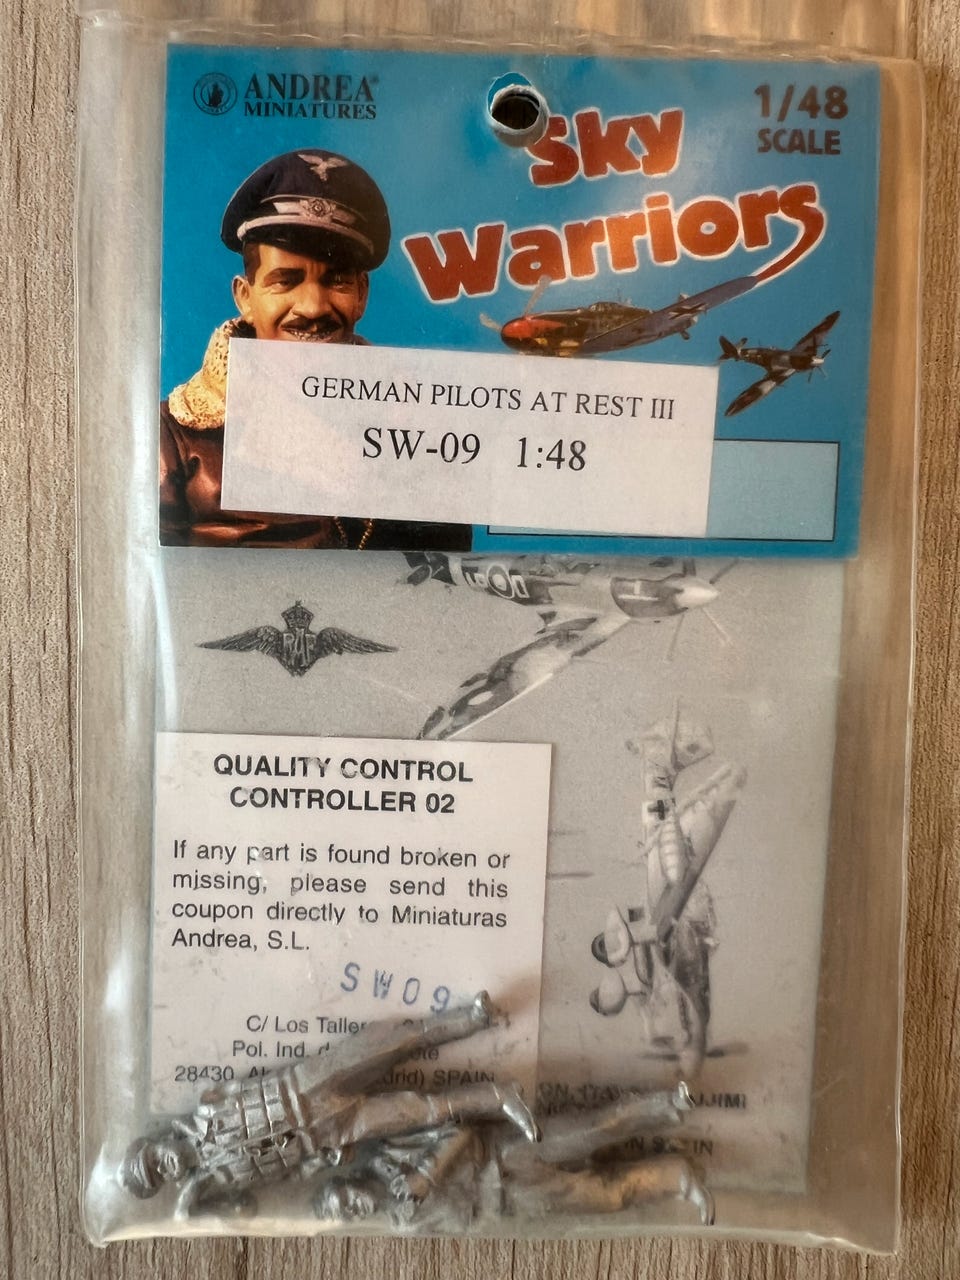 ANDREA®
MINIATURES
1/48
SCALE
Sky
Warriors
GERMAN PILOTS AT REST III
SW-09 1:48
RAF
QUALITY CONTROL
CONTROLLER 02
If any part is found broken or
missing, please send this
coupon directly to Miniaturas
Andrea, S.L.
SW09
C/ Los
Pol. Ind.
28430 SPAIN
IN